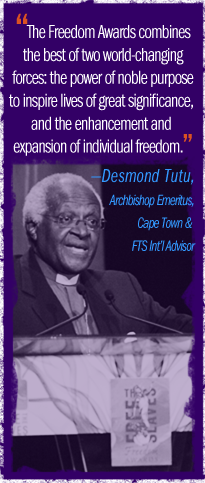 “The Freedom Awards combines
the best of two world-changing
forces: the power of noble purpose
to inspire lives of great significance,
and the enhancement and
expansion of individual freedom.”
—Desmond Tutu,
Archbishop Emeritus,
Cape Town &
FTS Int'l Advisor
FREE
SLAVES